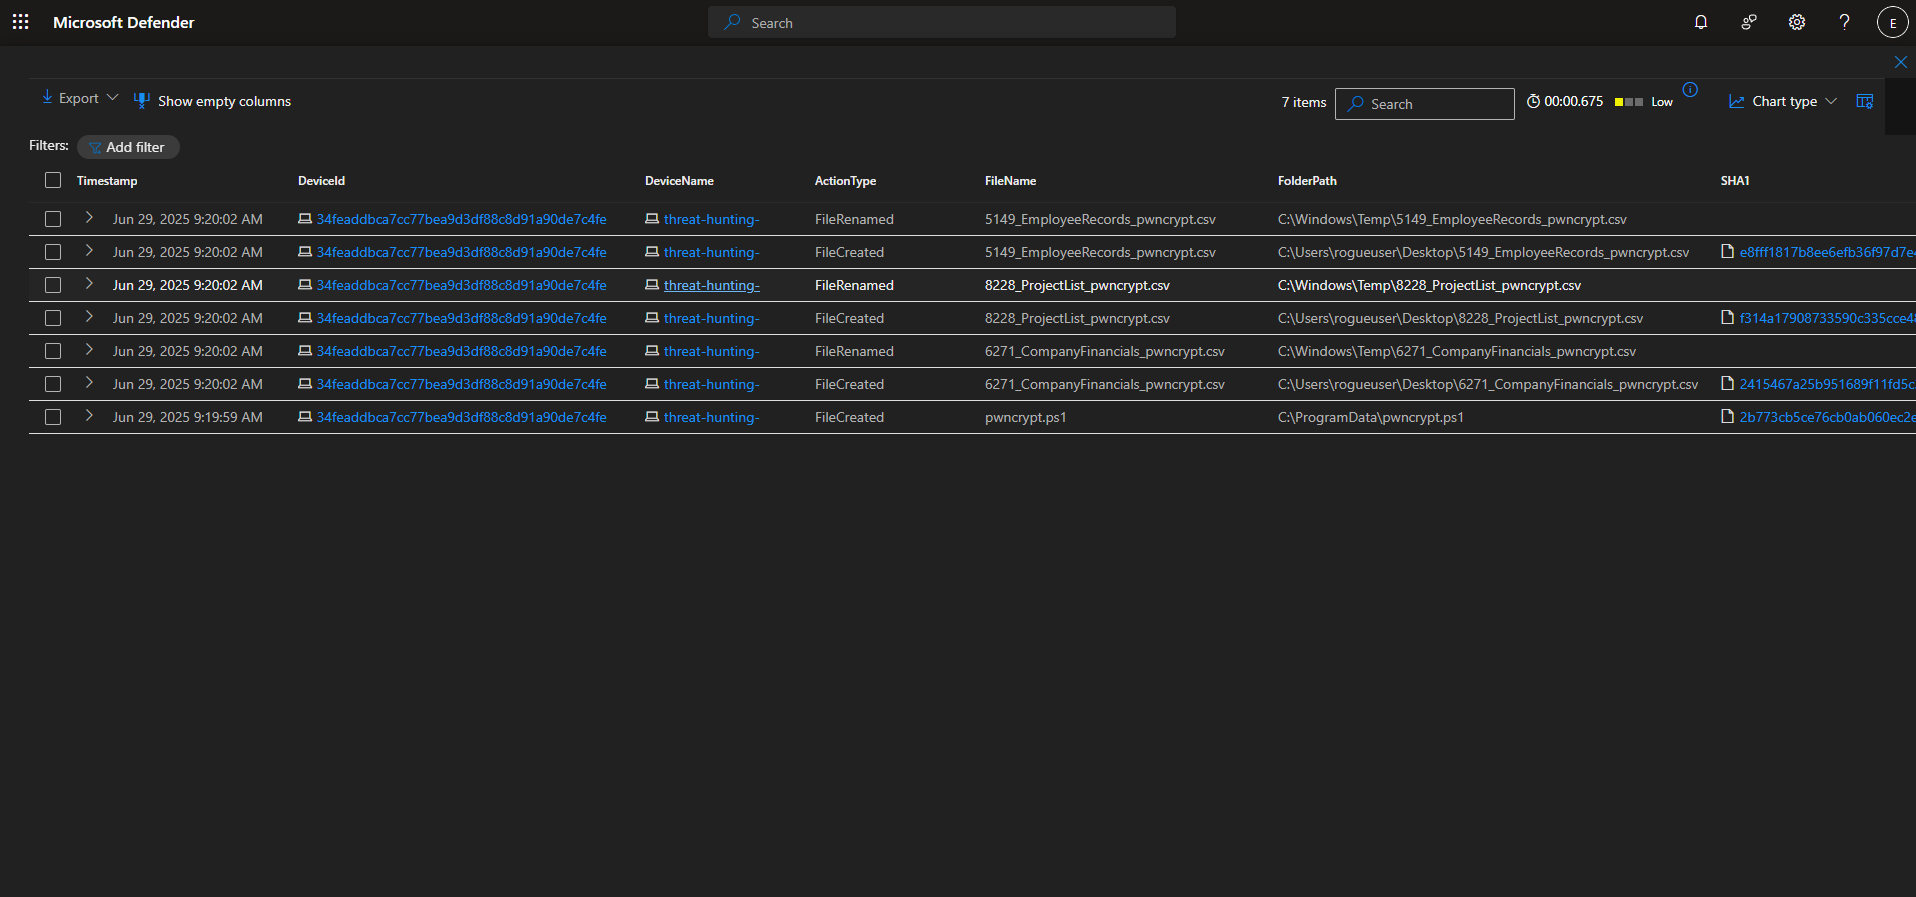 Microsoft Defender
Search
E
Export
Show empty columns
7 items
Search
00:00.675
Low
Chart type
Filters:
Add filter
Timestamp DeviceId DeviceName ActionType FileName FolderPath SHA1
Jun 29, 2025 9:20:02 AM 34feaddbca7cc77bea9d3df88c8d91a90de7c4fe threat-hunting- FileRenamed 5149_EmployeeRecords_pwncrypt.csv C:\Windows\Temp\5149_EmployeeRecords_pwncrypt.csv
Jun 29, 2025 9:20:02 AM 34feaddbca7cc77bea9d3df88c8d91a90de7c4fe threat-hunting- FileCreated 5149_EmployeeRecords_pwncrypt.csv C:\Users\rogueuser\Desktop\5149_EmployeeRecords_pwncrypt.csv e8fff1817b8ee6efb36f97d7e
Jun 29, 2025 9:20:02 AM 34feaddbca7cc77bea9d3df88c8d91a90de7c4fe threat-hunting- FileRenamed 8228_ProjectList_pwncrypt.csv C:\Windows\Temp\8228_ProjectList_pwncrypt.csv
Jun 29, 2025 9:20:02 AM 34feaddbca7cc77bea9d3df88c8d91a90de7c4fe threat-hunting- FileCreated 8228_ProjectList_pwncrypt.csv C:\Users\rogueuser\Desktop\8228_ProjectList_pwncrypt.csv f314a17908733590c335cce4
Jun 29, 2025 9:20:02 AM 34feaddbca7cc77bea9d3df88c8d91a90de7c4fe threat-hunting- FileRenamed 6271_CompanyFinancials_pwncrypt.csv C:\Windows\Temp\6271_CompanyFinancials_pwncrypt.csv
Jun 29, 2025 9:20:02 AM 34feaddbca7cc77bea9d3df88c8d91a90de7c4fe threat-hunting- FileCreated 6271_CompanyFinancials_pwncrypt.csv C:\Users\rogueuser\Desktop\6271_CompanyFinancials_pwncrypt.csv 2415467a25b951689f11fd5c
Jun 29, 2025 9:19:59 AM 34feaddbca7cc77bea9d3df88c8d91a90de7c4fe threat-hunting- FileCreated pwncrypt.ps1 C:\ProgramData\pwncrypt.ps1 2b773cb5ce76cb0ab060ec2e